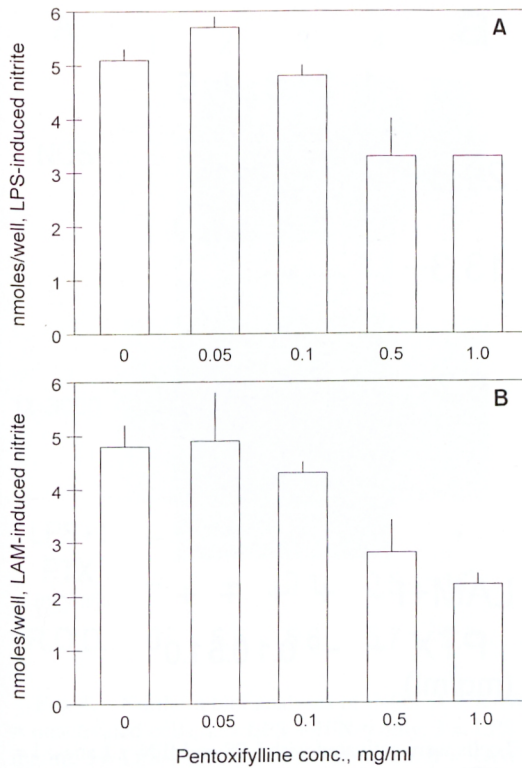 A
nmoles/well, LPS-induced nitrite
6
5
4
3
2
1
0
0 0.05 0.1 0.5 1.0
B
nmoles/well, LAM-induced nitrite
6
5
4
3
2
1
0
0 0.05 0.1 0.5 1.0
Pentoxifylline conc., mg/ml